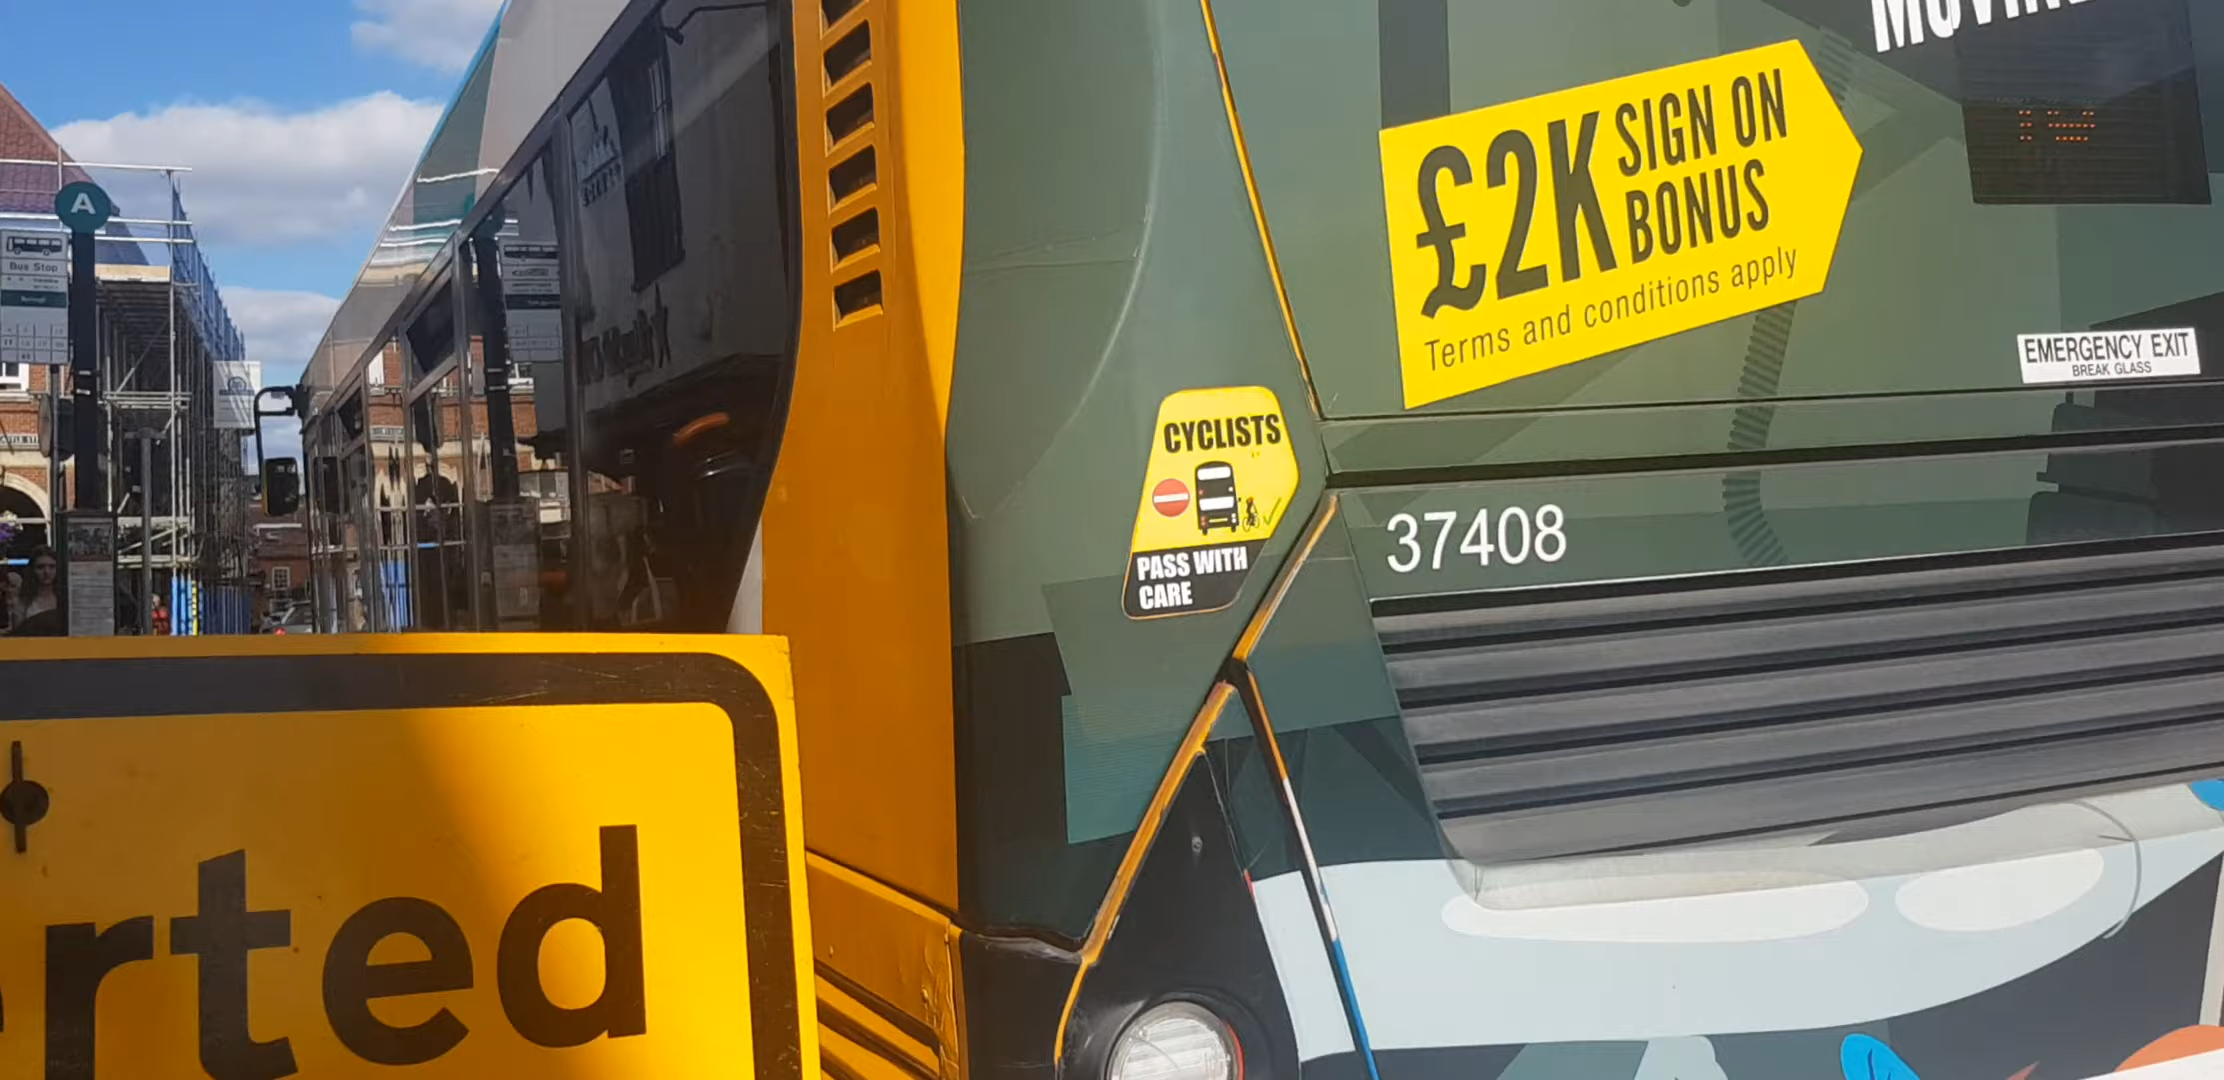 A
Bus Stop
£2K SIGN ON
BONUS
Terms and conditions apply
EMERGENCY EXIT
BREAK GLASS
CYCLISTS
PASS WITH
CARE
37408
rted